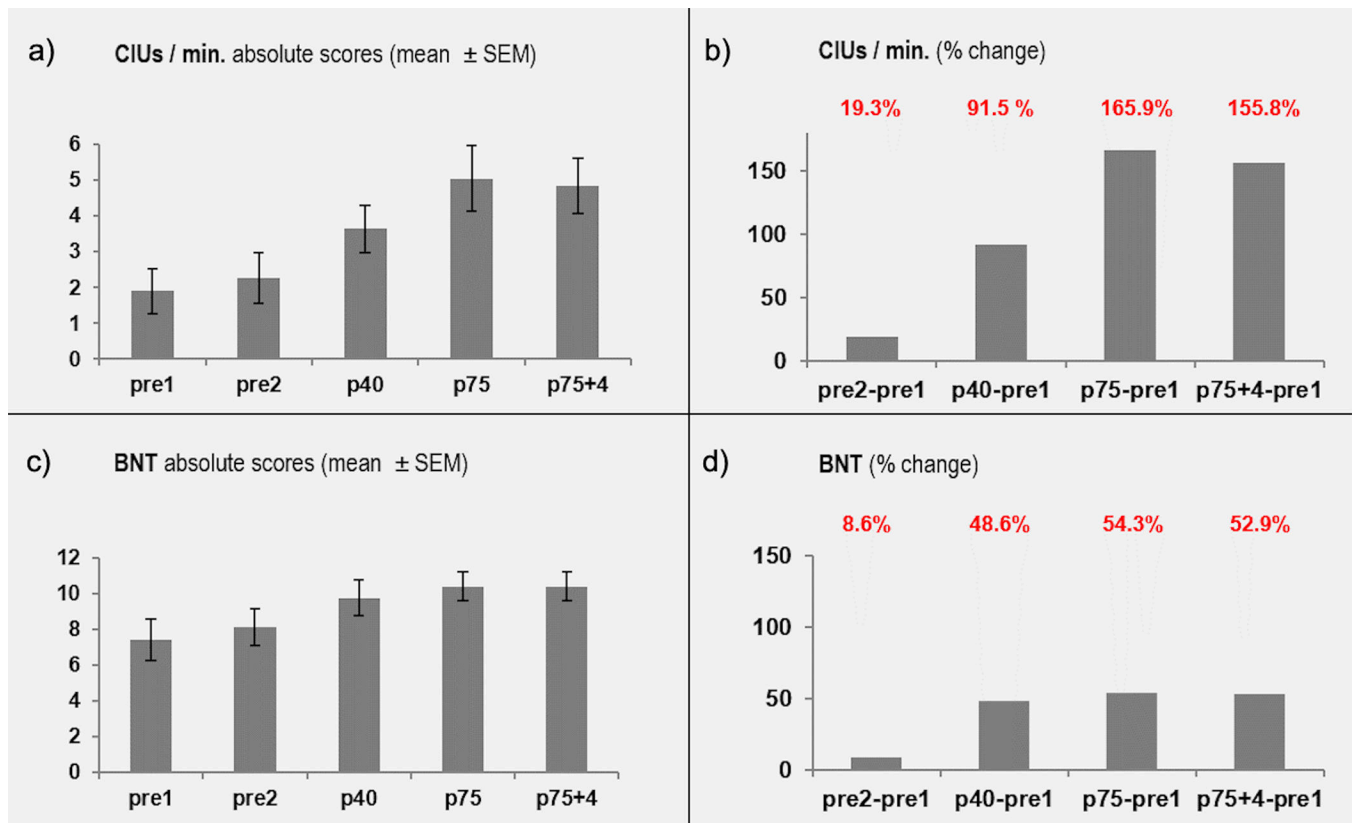 a) CIUs / min. absolute scores (mean ± SEM)
6
5
4
3
2
1
0
pre1 pre2 p40 p75 p75+4
b) CIUs / min. (% change)
19.3% 91.5 % 165.9% 155.8%
150
100
50
0
pre2-pre1 p40-pre1 p75-pre1 p75+4-pre1
c) BNT absolute scores (mean ± SEM)
12
10
8
6
4
2
0
pre1 pre2 p40 p75 p75+4
d) BNT (% change)
8.6% 48.6% 54.3% 52.9%
150
100
50
0
pre2-pre1 p40-pre1 p75-pre1 p75+4-pre1